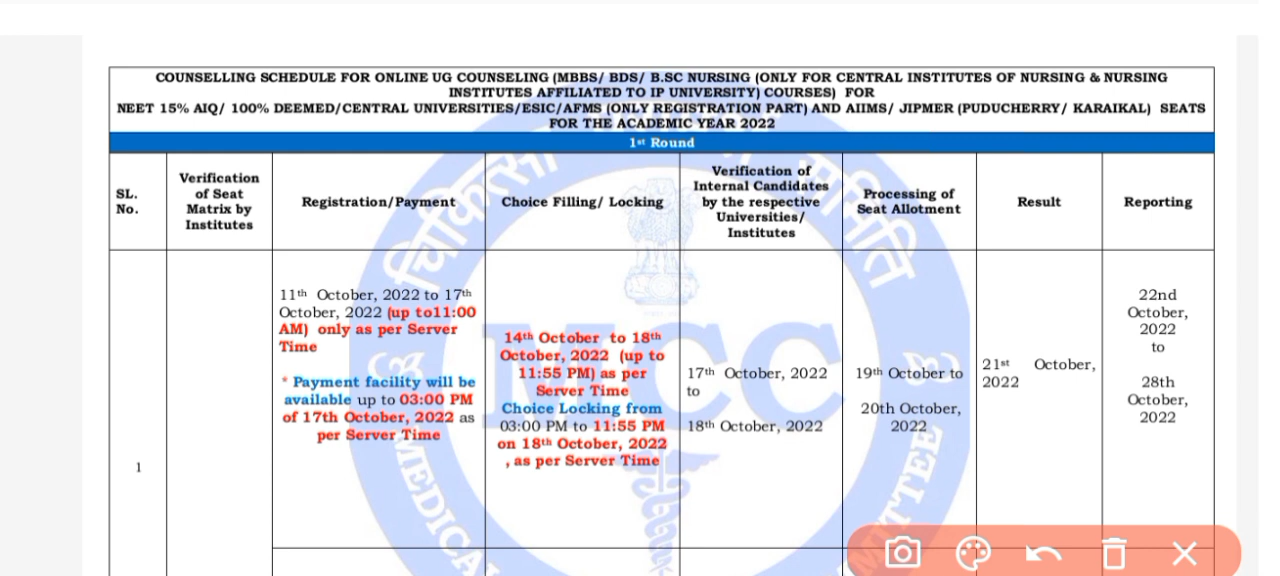 COUNSELLING SCHEDULE FOR ONLINE UG COUNSELING (MBBS/ BDS/ B.SC NURSING (ONLY FOR CENTRAL INSTITUTES OF NURSING & NURSING
INSTITUTES AFFILIATED TO IP UNIVERSITY) COURSES) FOR
NEET 15% AIQ/ 100% DEEMED/CENTRAL UNIVERSITIES/ESIC/AFMS (ONLY REGISTRATION PART) AND AIIMS/ JIPMER (PUDUCHERRY/ KARAIKAL) SEATS
FOR THE ACADEMIC YEAR 2022
1st Round
SL.
No.
Verification
of Seat
Matrix by
Institutes
Registration/Payment
Choice Filling/ Locking
Verification of
Internal Candidates
by the respective
Universities/
Institutes
Processing of
Seat Allotment
Result
Reporting
1
11th October, 2022 to 17th
October, 2022 (up to11:00
AM) only as per Server
Time
* Payment facility will be
available up to 03:00 PM
of 17th October, 2022 as
per Server Time
14th October to 18th
October, 2022 (up to
11:55 PM) as per
Server Time
Choice Locking from
03:00 PM to 11:55 PM
on 18th October, 2022
, as per Server Time
17th October, 2022
to
18th October, 2022
19th October to
20th October,
2022
21st October,
2022
22nd
October,
2022
to
28th
October,
2022
MCC
MEDICAL